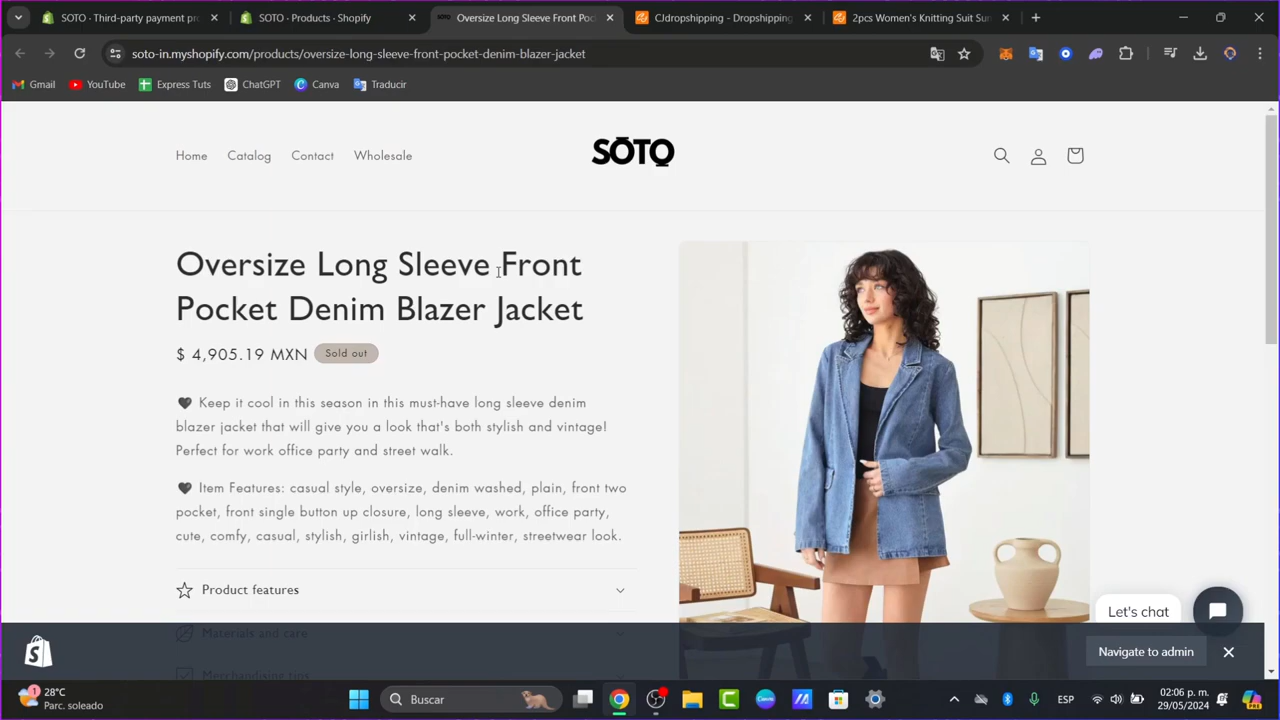 SOTO · Third-party payment pr
SOTO · Products · Shopify
Oversize Long Sleeve Front Poc
CJdropshipping - Dropshipping
2pcs Women's Knitting Suit Sun
soto-in.myshopify.com/products/oversize-long-sleeve-front-pocket-denim-blazer-jacket
Gmail
YouTube
Express Tuts
ChatGPT
Canva
Traducir
Home
Catalog
Contact
Wholesale
SŌTO
Oversize Long Sleeve Front
Pocket Denim Blazer Jacket
$ 4,905.19 MXN
Sold out
🖤 Keep it cool in this season in this must-have long sleeve denim
blazer jacket that will give you a look that's both stylish and vintage!
Perfect for work office party and street walk.
🖤 Item Features: casual style, oversize, denim washed, plain, front two
pocket, front single button up closure, long sleeve, work, office party,
cute, comfy, casual, stylish, girlish, vintage, full-winter, streetwear look.
Product features
Materials and care
Merchandising tips
Let's chat
Navigate to admin
1
28°C
Parc. soleado
Buscar
ESP
02:06 p. m.
29/05/2024